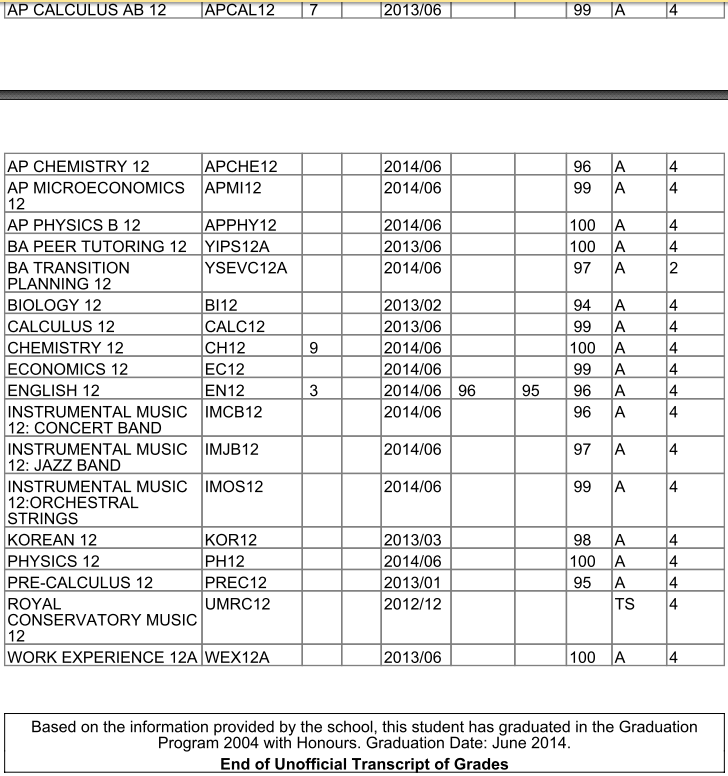 AP CALCULUS AB 12 APCAL12 7 2013/06 99 A 4
AP CHEMISTRY 12 APCHE12 2014/06 96 A 4
AP MICROECONOMICS APMI12 2014/06 99 A 4
12
AP PHYSICS B 12 APPHY12 2014/06 100 A 4
BA PEER TUTORING 12 YIPS12A 2013/06 100 A 4
BA TRANSITION YSEVC12A 2014/06 97 A 2
PLANNING 12
BIOLOGY 12 BI12 2013/02 94 A 4
CALCULUS 12 CALC12 2013/06 99 A 4
CHEMISTRY 12 CH12 9 2014/06 100 A 4
ECONOMICS 12 EC12 2014/06 99 A 4
ENGLISH 12 EN12 3 2014/06 96 95 96 A 4
INSTRUMENTAL MUSIC IMCB12 2014/06 96 A 4
12: CONCERT BAND
INSTRUMENTAL MUSIC IMJB12 2014/06 97 A 4
12: JAZZ BAND
INSTRUMENTAL MUSIC IMOS12 2014/06 99 A 4
12:ORCHESTRAL
STRINGS
KOREAN 12 KOR12 2013/03 98 A 4
PHYSICS 12 PH12 2014/06 100 A 4
PRE-CALCULUS 12 PREC12 2013/01 95 A 4
ROYAL UMRC12 2012/12 TS 4
CONSERVATORY MUSIC
12
WORK EXPERIENCE 12A WEX12A 2013/06 100 A 4
Based on the information provided by the school, this student has graduated in the Graduation
Program 2004 with Honours. Graduation Date: June 2014.
End of Unofficial Transcript of Grades